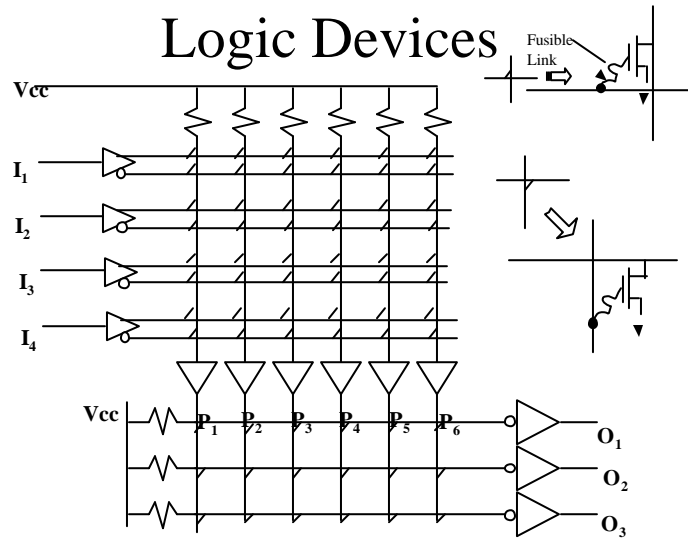 Logic Devices
Fusible
Link
Vcc
I1
I2
I3
I4
Vcc
P1 P2 P3 P4 P5 P6
O1
O2
O3